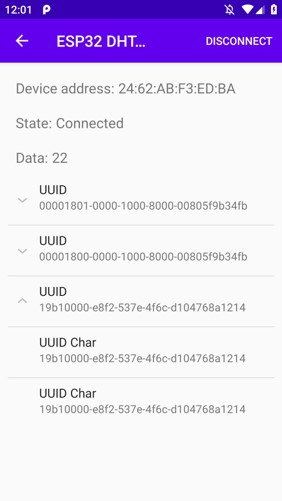 12:01
ESP32 DHT...
DISCONNECT
Device address: 24:62:AB:F3:ED:BA
State: Connected
Data: 22
UUID
00001801-0000-1000-8000-00805f9b34fb
UUID
00001800-0000-1000-8000-00805f9b34fb
UUID
19b10000-e8f2-537e-4f6c-d104768a1214
UUID Char
19b10000-e8f2-537e-4f6c-d104768a1214
UUID Char
19b10000-e8f2-537e-4f6c-d104768a1214